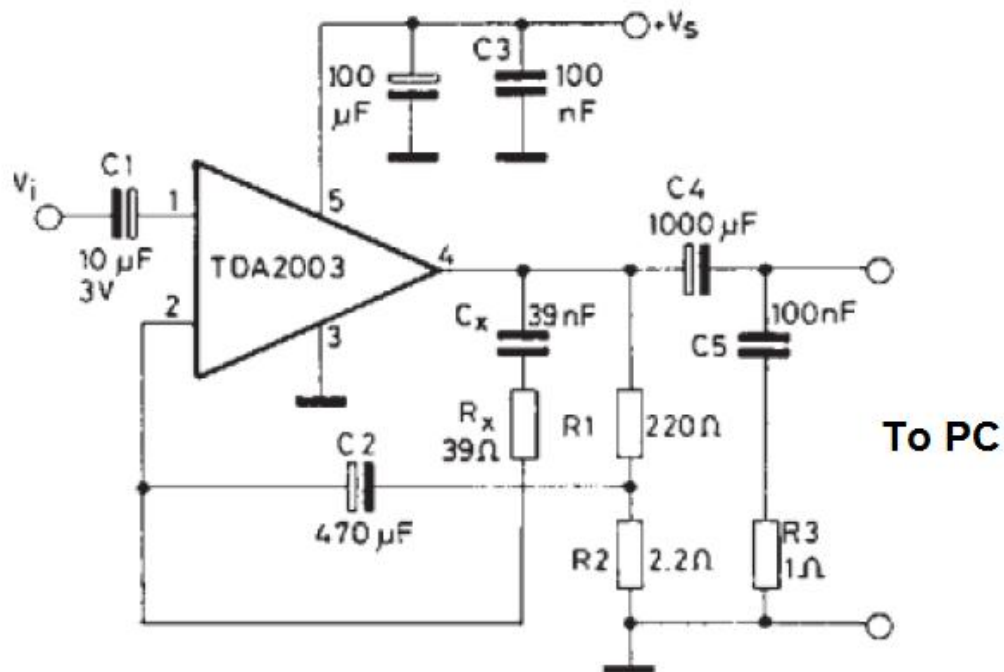 +Vs
C3
100 µF
100 nF
C1
Vi
1
5
10 µF
3V
TDA2003
4
C4
1000 µF
2
3
Cx
39nF
100nF
C5
Rx
39Ω
R1
220Ω
To PC
C2
470 µF
R2
2.2Ω
R3
1Ω